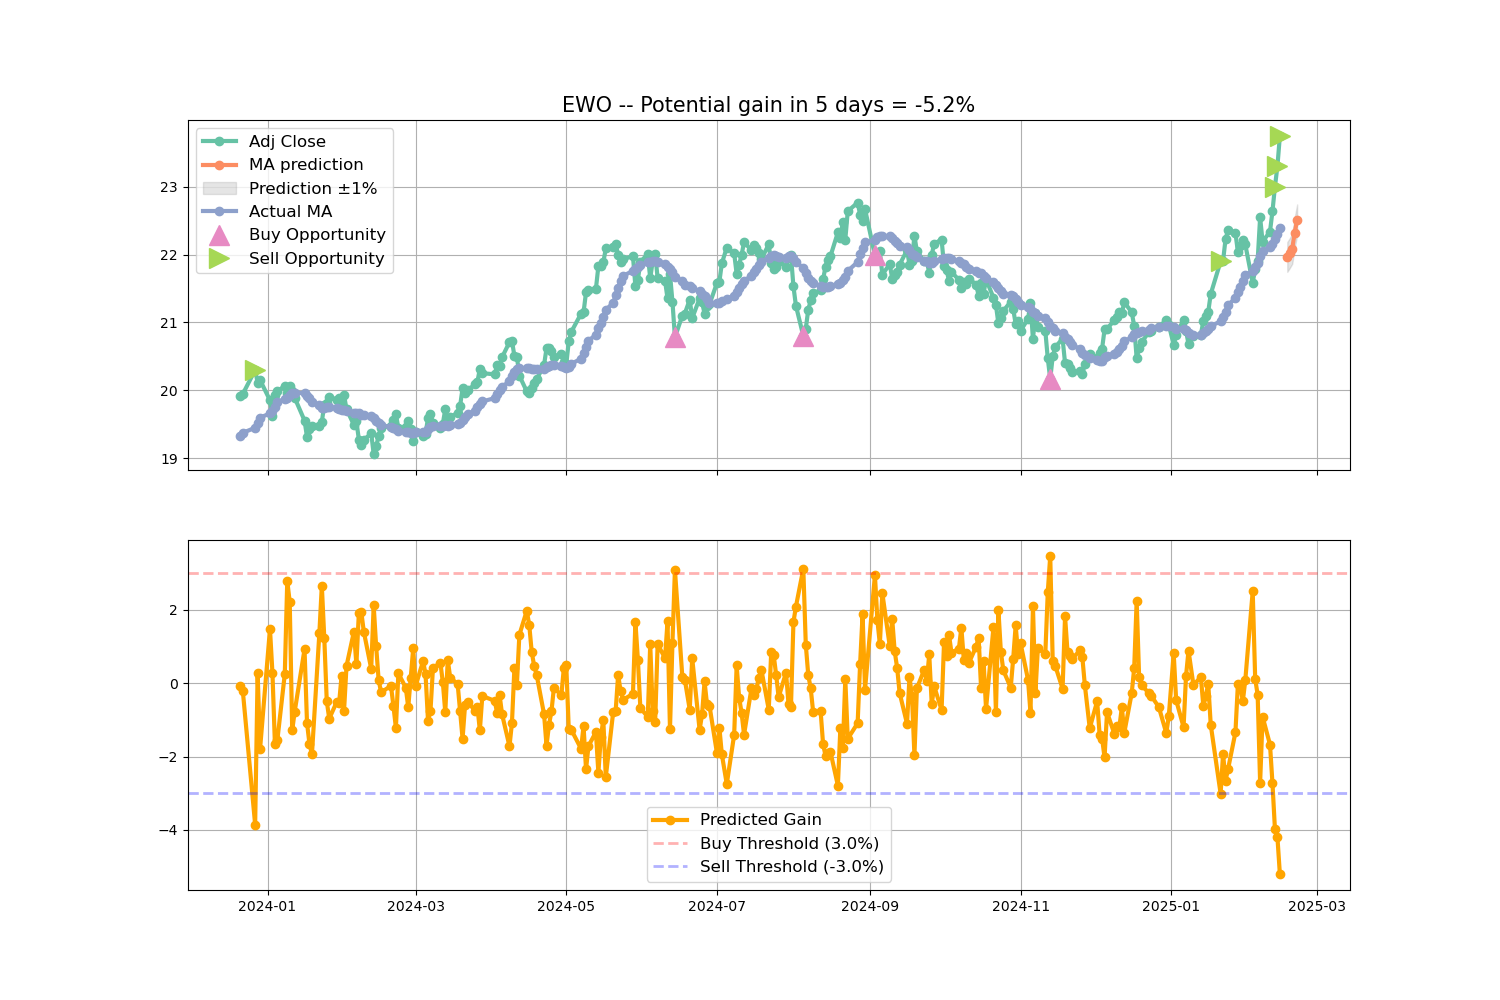 EWO -- Potential gain in 5 days = -5.2%
Adj Close
MA prediction
Prediction ±1%
Actual MA
Buy Opportunity
Sell Opportunity
23
22
21
20
19
2
0
−2
−4
Predicted Gain
Buy Threshold (3.0%)
Sell Threshold (-3.0%)
2024-01
2024-03
2024-05
2024-07
2024-09
2024-11
2025-01
2025-03